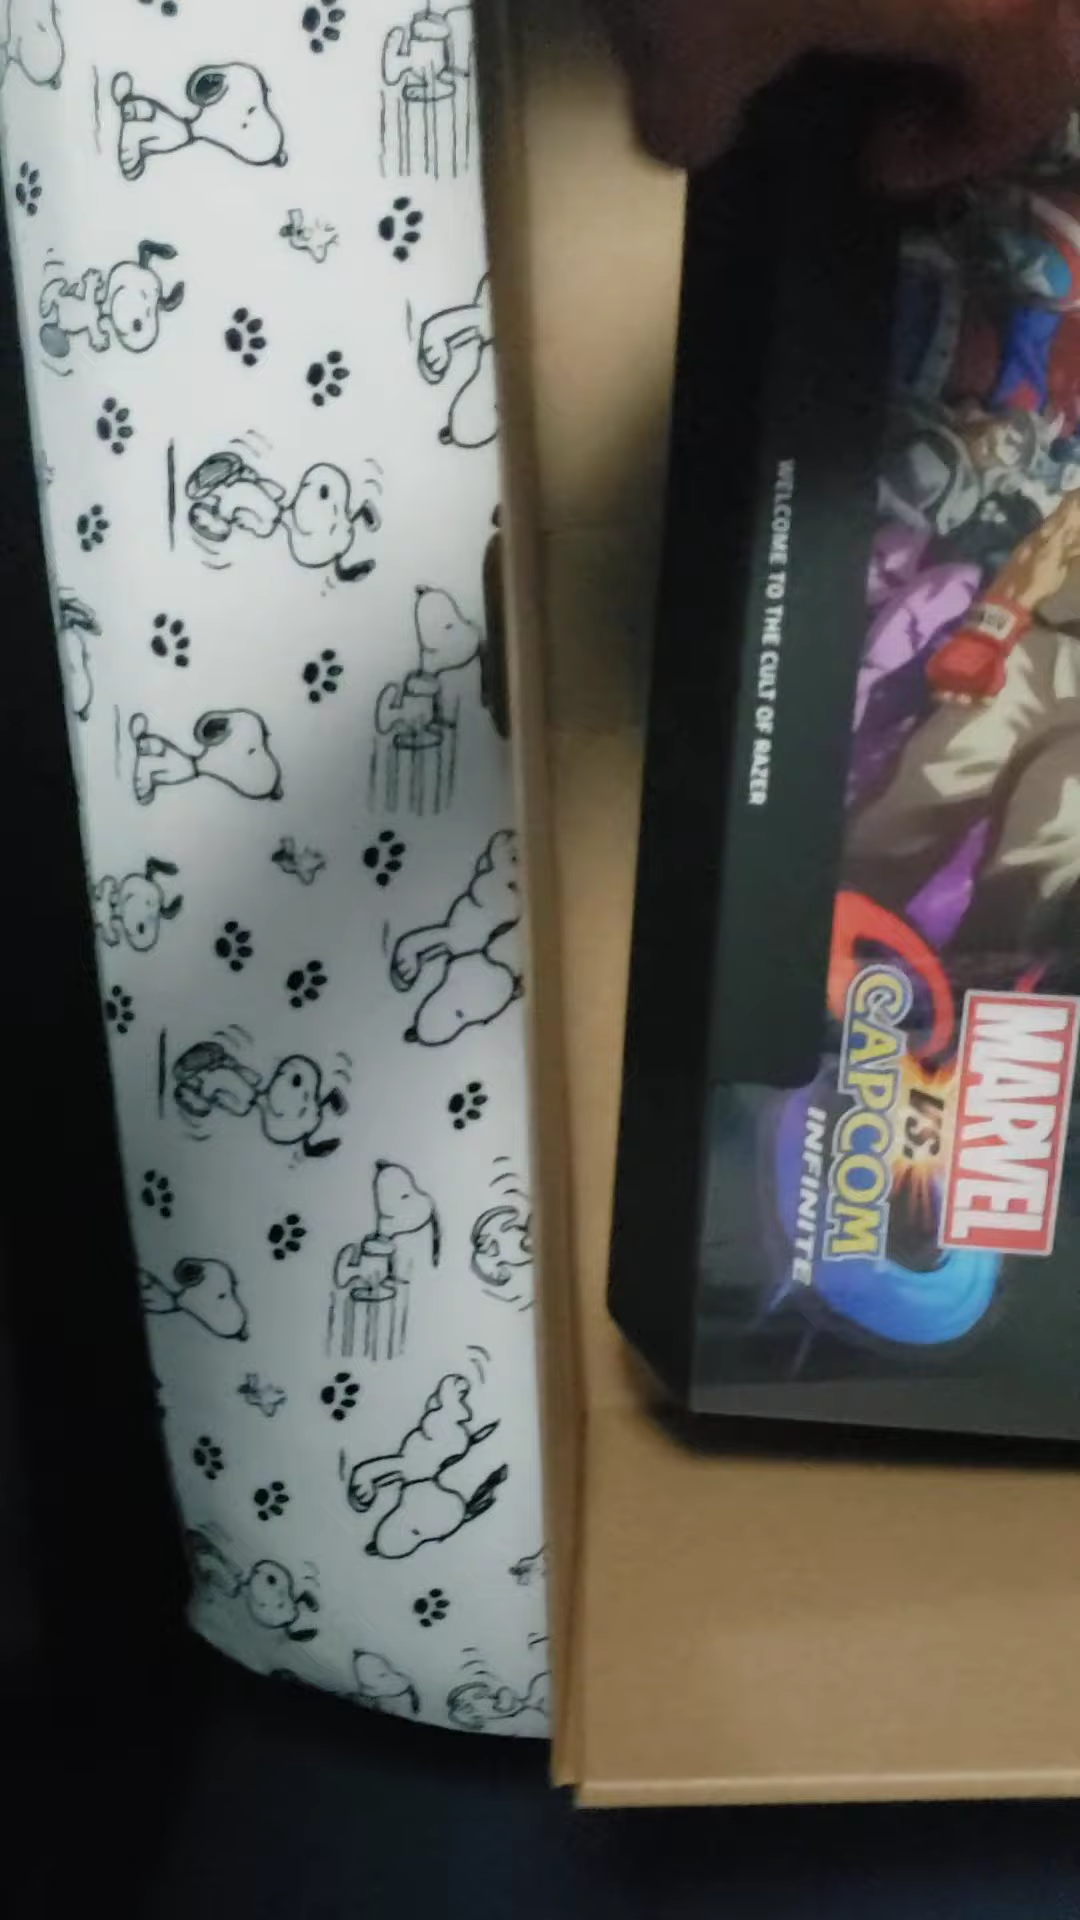 WELCOME TO THE CULT OF RAZER
MARVEL
VS.
CAPCOM
INFINITE